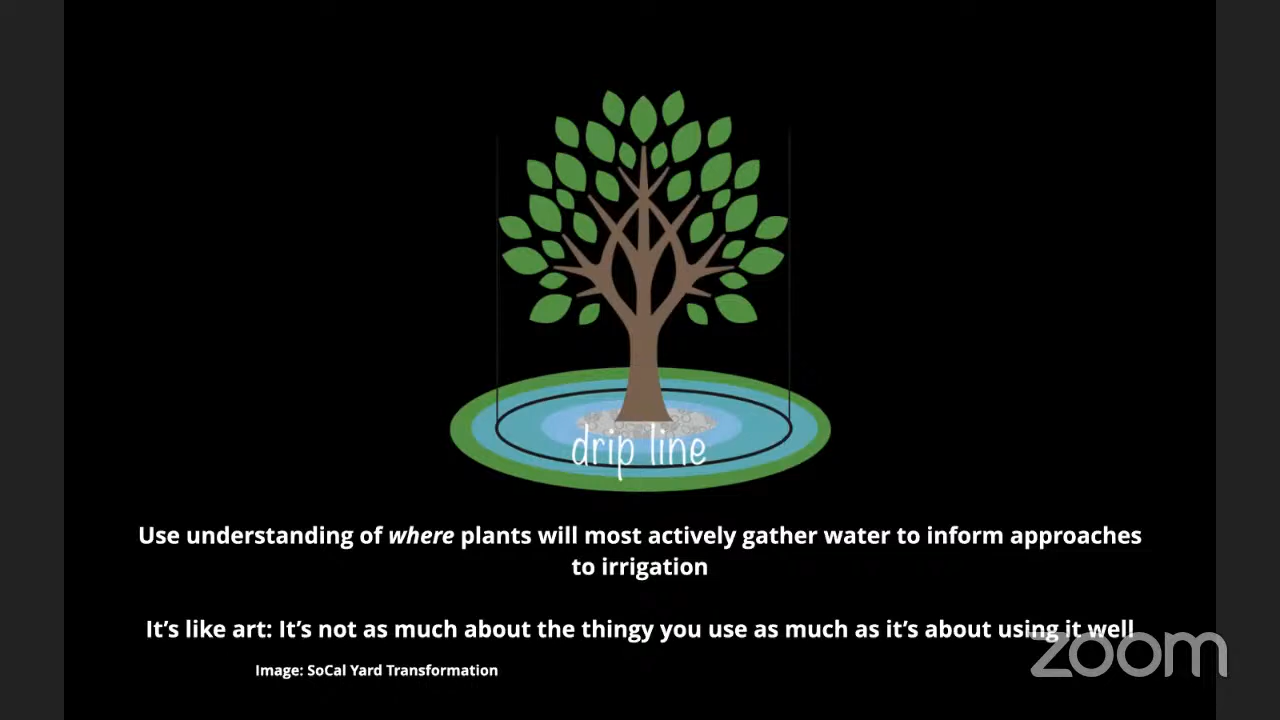 drip line
Use understanding of where plants will most actively gather water to inform approaches
to irrigation
It’s like art: It’s not as much about the thingy you use as much as it’s about using it well
zoom
Image: SoCal Yard Transformation